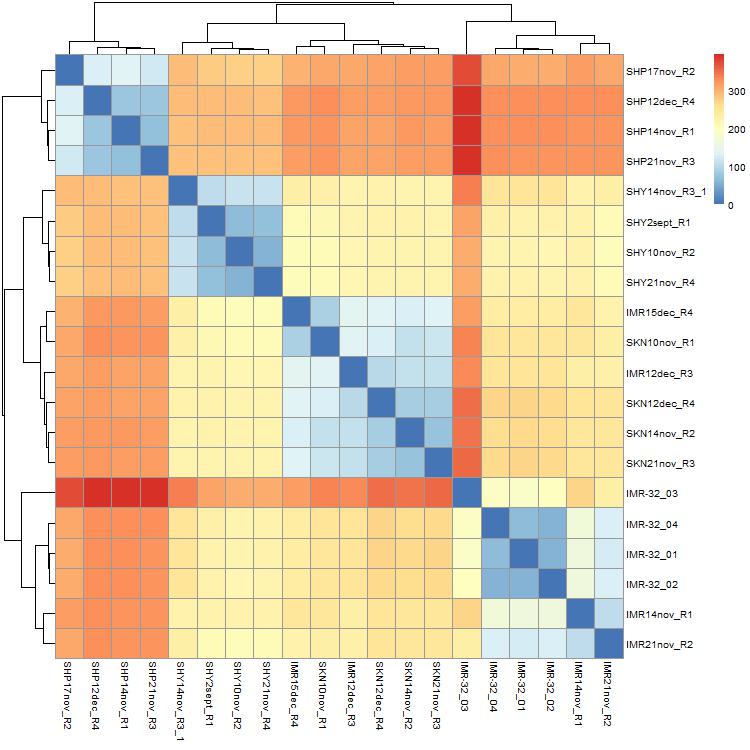 SHP17nov_R2
SHP12dec_R4
SHP14nov_R1
SHP21nov_R3
SHY14nov_R3_1
SHY2sept_R1
SHY10nov_R2
SHY21nov_R4
IMR15dec_R4
SKN10nov_R1
IMR12dec_R3
SKN12dec_R4
SKN14nov_R2
SKN21nov_R3
IMR-32_03
IMR-32_04
IMR-32_01
IMR-32_02
IMR14nov_R1
IMR21nov_R2
300
200
100
0
SHP17nov_R2
SHP12dec_R4
SHP14nov_R1
SHP21nov_R3
SHY14nov_R3_1
SHY2sept_R1
SHY10nov_R2
SHY21nov_R4
IMR15dec_R4
SKN10nov_R1
IMR12dec_R3
SKN12dec_R4
SKN14nov_R2
SKN21nov_R3
IMR-32_03
IMR-32_04
IMR-32_01
IMR-32_02
IMR14nov_R1
IMR21nov_R2